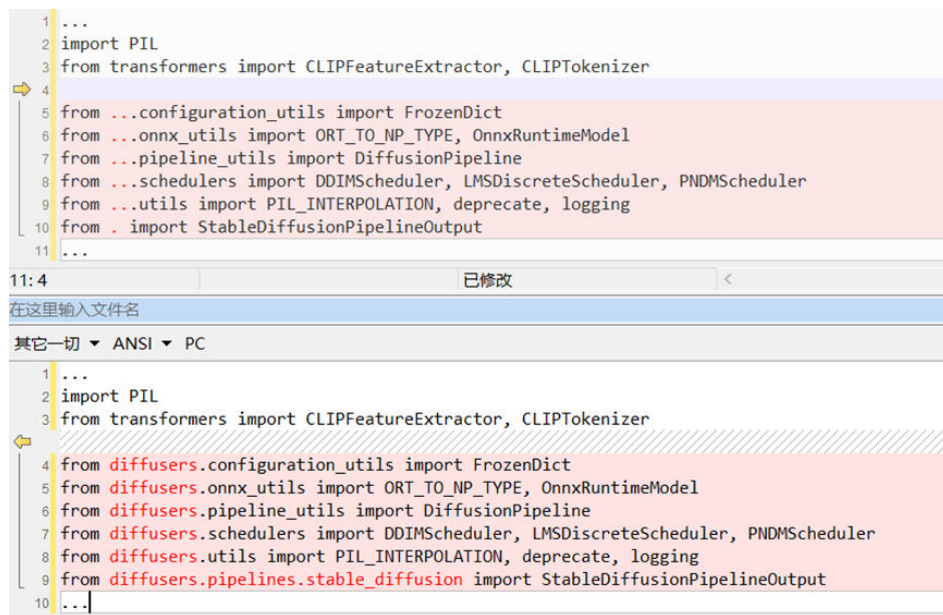 1 ...
2 import PIL
3 from transformers import CLIPFeatureExtractor, CLIPTokenizer
4
5 from ...configuration_utils import FrozenDict
6 from ...onnx_utils import ORT_TO_NP_TYPE, OnnxRuntimeModel
7 from ...pipeline_utils import DiffusionPipeline
8 from ...schedulers import DDIMScheduler, LMSDiscreteScheduler, PNDMScheduler
9 from ...utils import PIL_INTERPOLATION, deprecate, logging
10 from . import StableDiffusionPipelineOutput
11 ...
11: 4 已修改 <
在这里输入文件名
其它一切 ▼ ANSI ▼ PC
1 ...
2 import PIL
3 from transformers import CLIPFeatureExtractor, CLIPTokenizer
4 from diffusers.configuration_utils import FrozenDict
5 from diffusers.onnx_utils import ORT_TO_NP_TYPE, OnnxRuntimeModel
6 from diffusers.pipeline_utils import DiffusionPipeline
7 from diffusers.schedulers import DDIMScheduler, LMSDiscreteScheduler, PNDMScheduler
8 from diffusers.utils import PIL_INTERPOLATION, deprecate, logging
9 from diffusers.pipelines.stable_diffusion import StableDiffusionPipelineOutput
10 ...